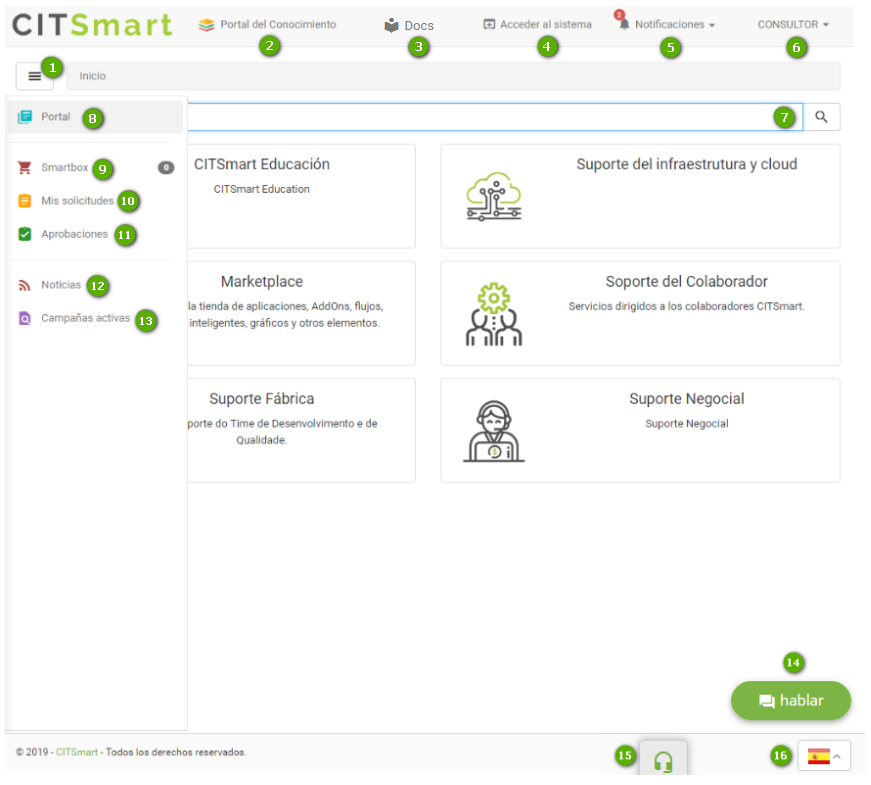 CITSmart
Portal del Conocimiento
2
Docs
3
Acceder al sistema
4
2
Notificaciones
5
CONSULTOR
6
1
Inicio
Portal
8
7
Smartbox
9
0
Mis solicitudes
10
Aprobaciones
11
Noticias
12
Campañas activas
13
CITSmart Educación
CITSmart Education
Suporte del infraestrutura y cloud
Marketplace
la tienda de aplicaciones, AddOns, flujos,
inteligentes, gráficos y otros elementos.
Soporte del Colaborador
Servicios dirigidos a los colaboradores CITSmart.
Suporte Fábrica
porte do Time de Desenvolvimento e de
Qualidade.
Suporte Negocial
Suporte Negocial
14
hablar
© 2019 - CITSmart - Todos los derechos reservados.
15
16